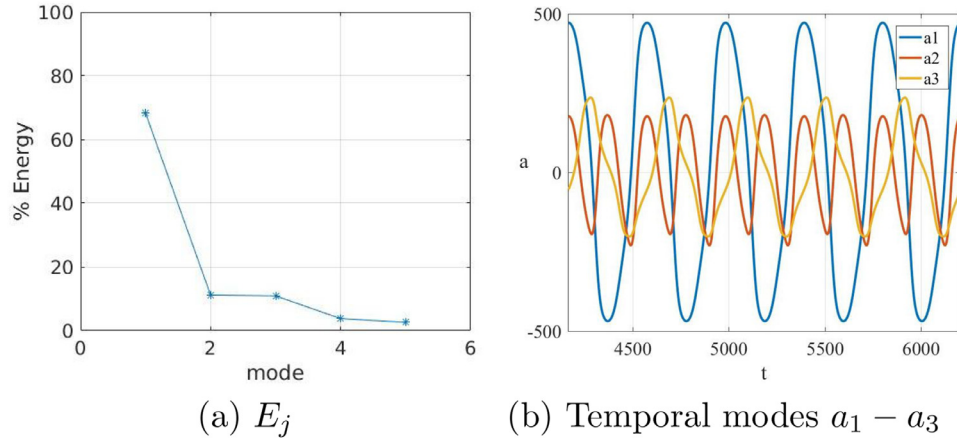 100
80
60
40
20
0
% Energy
0 2 4 6
mode
(a) E_j
500
0
-500
a
a1
a2
a3
4500 5000 5500 6000
t
(b) Temporal modes a_1 − a_3